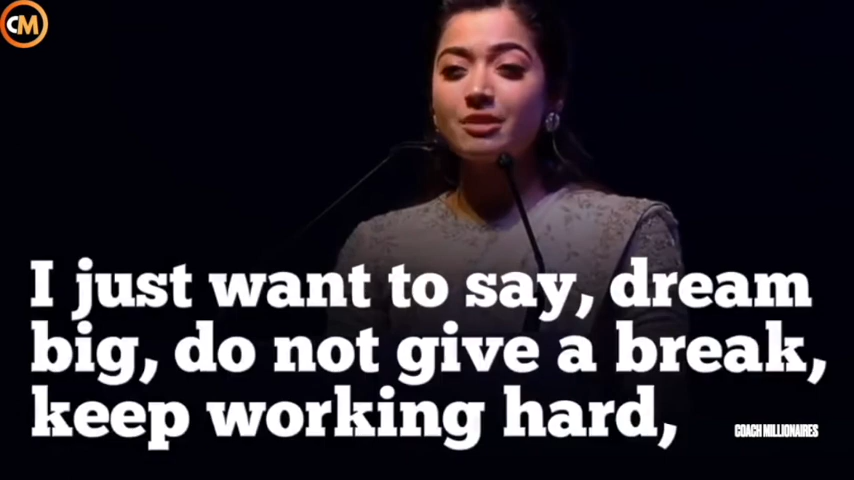 CM
I just want to say, dream
big, do not give a break,
keep working hard,
COACH MILLIONAIRES